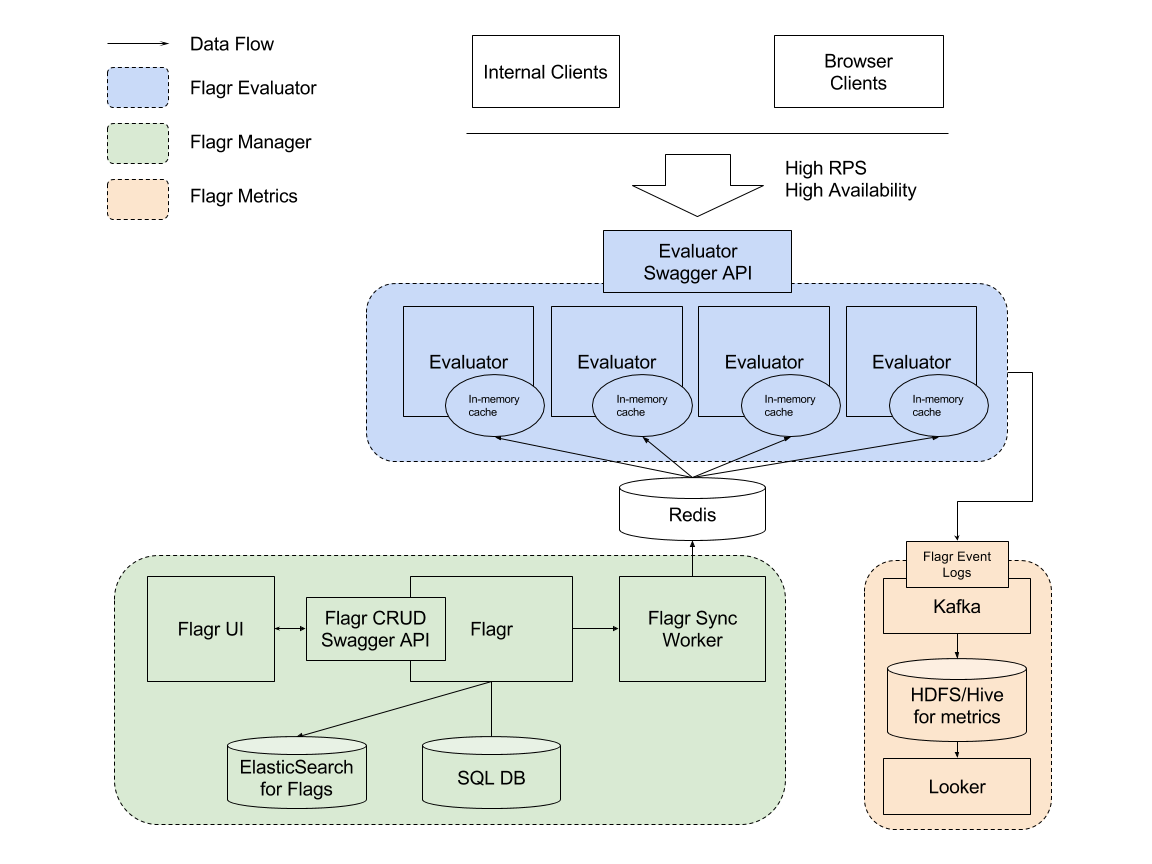 Data Flow
Flagr Evaluator
Flagr Manager
Flagr Metrics
Internal Clients
Browser
Clients
High RPS
High Availability
Evaluator
Swagger API
Evaluator
In-memory
cache
Evaluator
In-memory
cache
Evaluator
In-memory
cache
Evaluator
In-memory
cache
Redis
Flagr UI
Flagr CRUD
Swagger API
Flagr
Flagr Sync
Worker
ElasticSearch
for Flags
SQL DB
Flagr Event
Logs
Kafka
HDFS/Hive
for metrics
Looker